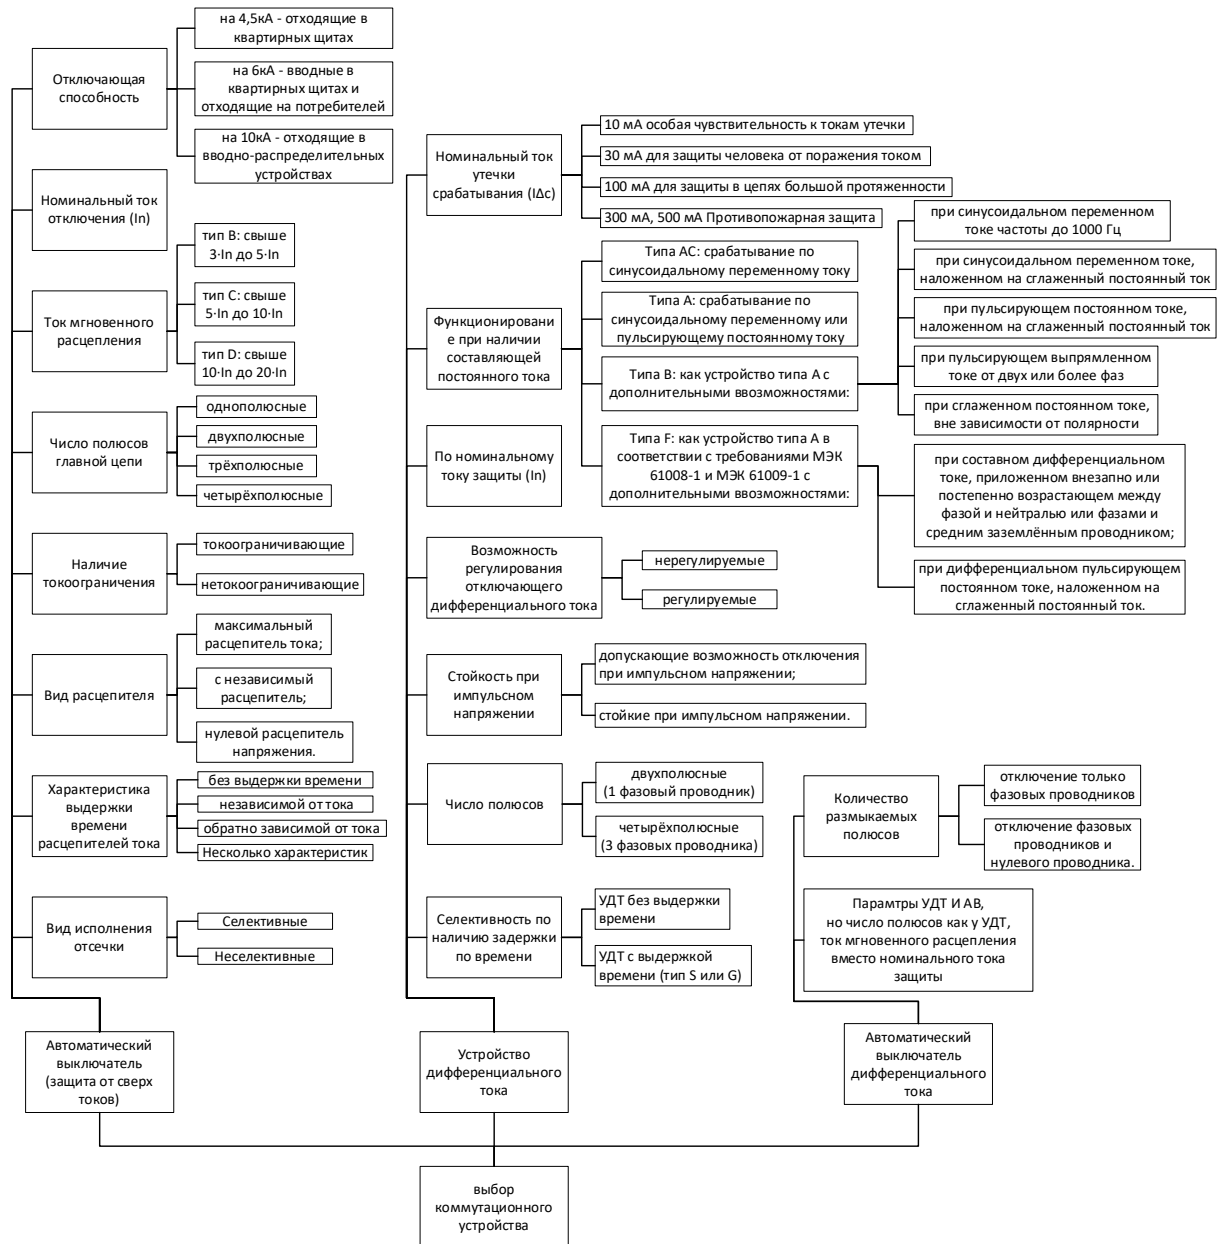 на 4,5кА - отходящие в
квартирных щитах
Отключающая
способность
на 6кА - вводные в
квартирных щитах и
отходящие на потребителей
на 10кА - отходящие в
вводно-распределительных
устройствах
Номинальный ток
отключения (In)
Ток мгновенного
расцепления
тип B: свыше
3·In до 5·In
тип C: свыше
5·In до 10·In
тип D: свыше
10·In до 20·In
Число полюсов
главной цепи
однополюсные
двухполюсные
трёхполюсные
четырёхполюсные
Наличие
токоограничения
токоограничивающие
нетокоограничивающие
Вид расцепителя
максимальный
расцепитель тока;
с независимый
расцепитель;
нулевой расцепитель
напряжения.
Характеристика
выдержки
времени
расцепителей тока
без выдержки времени
независимой от тока
обратно зависимой от тока
Несколько характеристик
Вид исполнения
отсечки
Селективные
Неселективные
Автоматический
выключатель
(защита от сверх
токов)
Номинальный ток
утечки
срабатывания (IΔc)
10 мА особая чувствительность к токам утечки
30 мА для защиты человека от поражения током
100 мА для защиты в цепях большой протяженности
300 мА, 500 мА Противопожарная защита
Функционировани
е при наличии
составляющей
постоянного тока
Типа АС: срабатывание по
синусоидальному переменному току
Типа А: срабатывание по
синусоидальному переменному или
пульсирующему постоянному току
Типа В: как устройство типа А с
дополнительными ввозможностями:
Типа F: как устройство типа А в
соответствии с требованиями МЭК
61008-1 и МЭК 61009-1 с
дополнительными ввозможностями:
при синусоидальном переменном
токе частоты до 1000 Гц
при синусоидальном переменном токе,
наложенном на сглаженный постоянный ток
при пульсирующем постоянном токе,
наложенном на сглаженный постоянный ток
при пульсирующем выпрямленном
токе от двух или более фаз
при сглаженном постоянном токе,
вне зависимости от полярности
при составном дифференциальном
токе, приложенном внезапно или
постепенно возрастающем между
фазой и нейтралью или фазами и
средним заземлённым проводником;
при дифференциальном пульсирующем
постоянном токе, наложенном на
сглаженный постоянный ток.
По номинальному
току защиты (In)
Возможность
регулирования
отключающего
дифференциального тока
нерегулируемые
регулируемые
Стойкость при
импульсном
напряжении
допускающие возможность отключения
при импульсном напряжении;
стойкие при импульсном напряжении.
Число полюсов
двухполюсные
(1 фазовый проводник)
четырёхполюсные
(3 фазовых проводника)
Селективность по
наличию задержки
по времени
УДТ без выдержки
времени
УДТ с выдержкой
времени (тип S или G)
Устройство
дифференциального
тока
Количество
размыкаемых
полюсов
отключение только
фазовых проводников
отключение фазовых
проводников и
нулевого проводника.
Парамтры УДТ И АВ,
но число полюсов как у УДТ,
ток мгновенного расцепления
вместо номинального тока
защиты
Автоматический
выключатель
дифференциального
тока
выбор
коммутационного
устройства